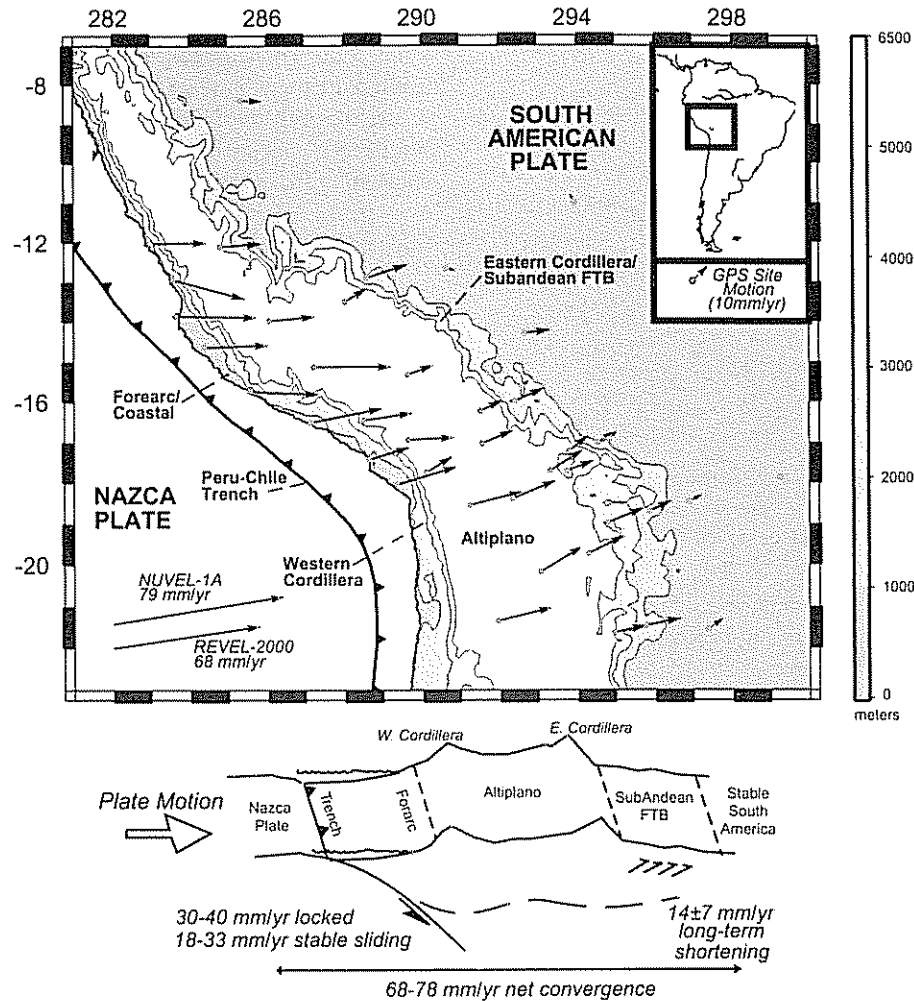 282
286
290
294
298
-8
-12
-16
-20
6500
6000
5000
4000
3000
2000
1000
0
meters
SOUTH
AMERICAN
PLATE
GPS Site
Motion
(10mm/yr)
Eastern Cordillera/
Subandean FTB
Forearc/
Coastal
Peru-Chile
Trench
NAZCA
PLATE
Altiplano
Western
Cordillera
NUVEL-1A
79 mm/yr
REVEL-2000
68 mm/yr
W. Cordillera
E. Cordillera
Plate Motion
Nazca
Plate
Trench
Forarc
Altiplano
SubAndean
FTB
Stable
South
America
30-40 mm/yr locked
18-33 mm/yr stable sliding
14±7 mm/yr
long-term
shortening
68-78 mm/yr net convergence